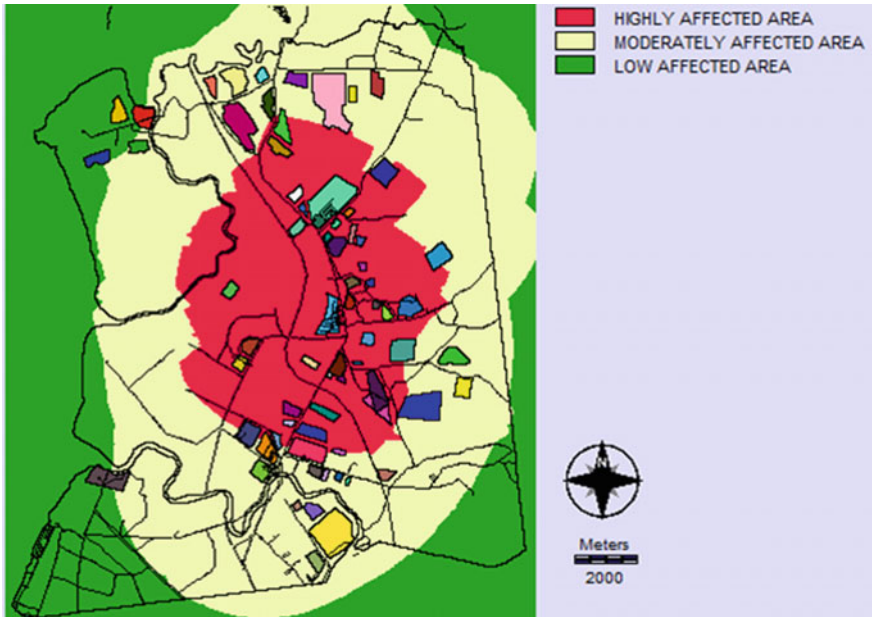 HIGHLY AFFECTED AREA
MODERATELY AFFECTED AREA
LOW AFFECTED AREA
Meters
2000